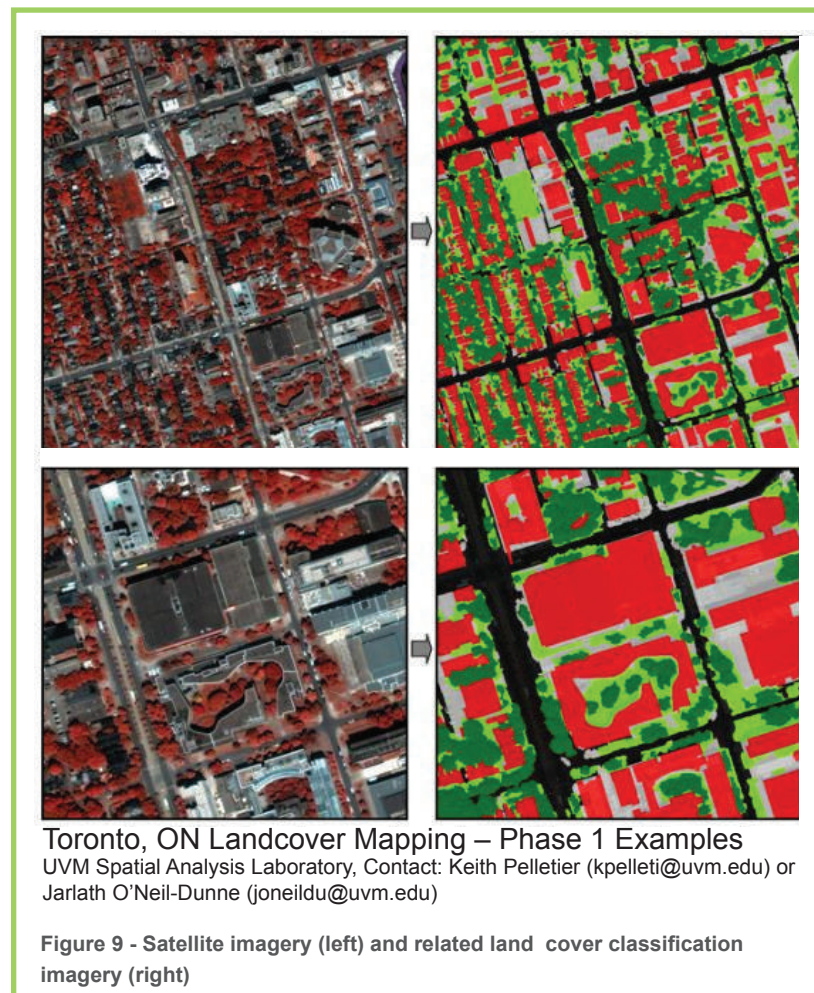 Toronto, ON Landcover Mapping – Phase 1 Examples
UVM Spatial Analysis Laboratory, Contact: Keith Pelletier (kpelleti@uvm.edu) or
Jarlath O'Neil-Dunne (joneildu@uvm.edu)
Figure 9 - Satellite imagery (left) and related land cover classification
imagery (right)